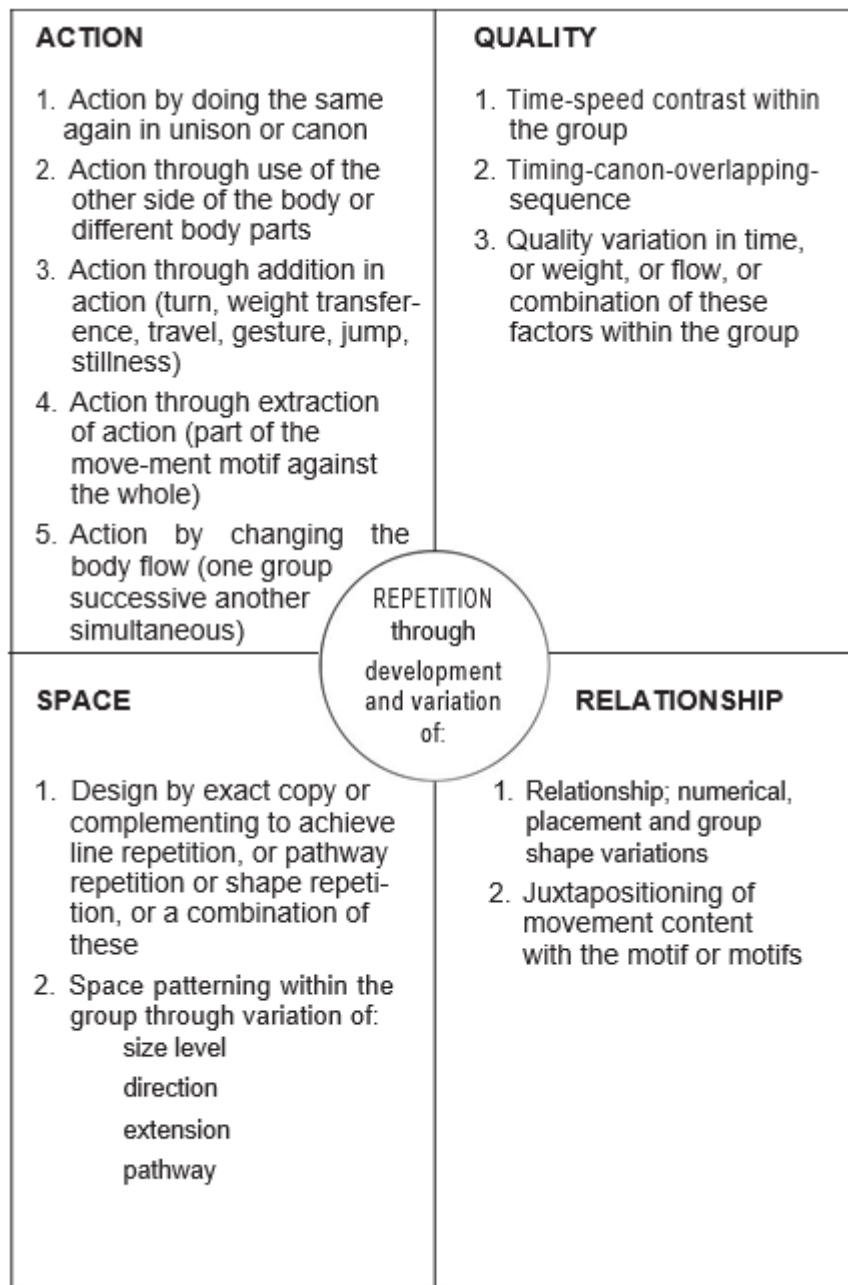 ACTION
1. Action by doing the same
again in unison or canon
2. Action through use of the
other side of the body or
different body parts
3. Action through addition in
action (turn, weight transfer-
ence, travel, gesture, jump,
stillness)
4. Action through extraction
of action (part of the
move-ment motif against
the whole)
5. Action by changing the
body flow (one group
successive another
simultaneous)
QUALITY
1. Time-speed contrast within
the group
2. Timing-canon-overlapping-
sequence
3. Quality variation in time,
or weight, or flow, or
combination of these
factors within the group
REPETITION
through
development
and variation
of:
SPACE
1. Design by exact copy or
complementing to achieve
line repetition, or pathway
repetition or shape repeti-
tion, or a combination of
these
2. Space patterning within the
group through variation of:
size level
direction
extension
pathway
RELATIONSHIP
1. Relationship; numerical,
placement and group
shape variations
2. Juxtapositioning of
movement content
with the motif or motifs